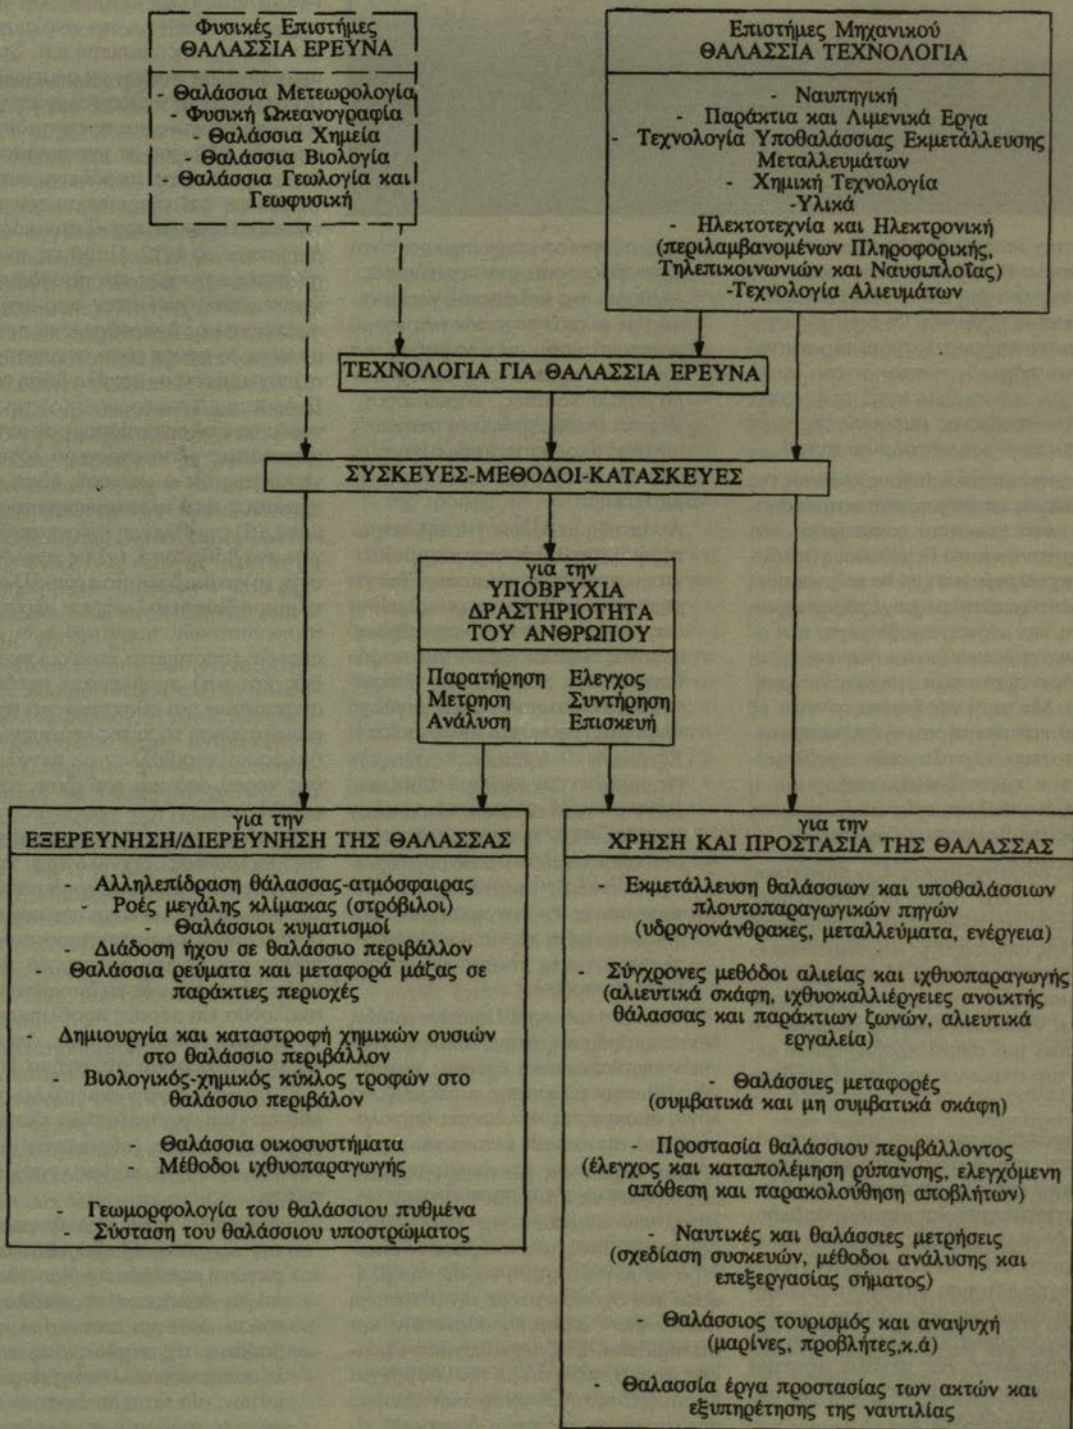 Φυσικές Επιστήμες
ΘΑΛΑΣΣΙΑ ΕΡΕΥΝΑ
- Θαλάσσια Μετεωρολογία
- Φυσική Ωκεανογραφία
- Θαλάσσια Χημεία
- Θαλάσσια Βιολογία
- Θαλάσσια Γεωλογία και
Γεωφυσική
Επιστήμες Μηχανικού
ΘΑΛΑΣΣΙΑ ΤΕΧΝΟΛΟΓΙΑ
- Ναυπηγική
- Παράκτια και Λιμενικά Εργα
- Τεχνολογία Υποθαλάσσιας Εκμετάλλευσης
Μεταλλευμάτων
- Χημική Τεχνολογία
-Υλικά
- Ηλεκτοτεχνία και Ηλεκτρονική
(περιλαμβανομένων Πληροφορικής,
Τηλεπικοινωνιών και Ναυσιπλοΐας)
-Τεχνολογία Αλιευμάτων
ΤΕΧΝΟΛΟΓΙΑ ΓΙΑ ΘΑΛΑΣΣΙΑ ΕΡΕΥΝΑ
ΣΥΣΚΕΥΕΣ-ΜΕΘΟΔΟΙ-ΚΑΤΑΣΚΕΥΕΣ
για την
ΥΠΟΒΡΥΧΙΑ
ΔΡΑΣΤΗΡΙΟΤΗΤΑ
ΤΟΥ ΑΝΘΡΩΠΟΥ
Παρατήρηση Ελεγχος
Μετρηση Συντήρηση
Ανάλυση Επισκευή
για την
ΕΞΕΡΕΥΝΗΣΗ/ΔΙΕΡΕΥΝΗΣΗ ΤΗΣ ΘΑΛΑΣΣΑΣ
- Αλληλεπίδραση θάλασσας-ατμόσφαιρας
- Ροές μεγάλης κλίμακας (στρόβιλοι)
- Θαλάσσιοι κυματισμοί
- Διάδοση ήχου σε θαλάσσιο περιβάλλον
- Θαλάσσια ρεύματα και μεταφορά μάζας σε
παράκτιες περιοχές
- Δημιουργία και καταστροφή χημικών ουσιών
στο θαλάσσιο περιβάλλον
- Βιολογικός-χημικός κύκλος τροφών στο
θαλάσσιο περιβάλον
- Θαλάσσια οικοσυστήματα
- Μέθοδοι ιχθυοπαραγωγής
- Γεωμορφολογία του θαλάσσιου πυθμένα
- Σύσταση του θαλάσσιου υποστρώματος
για την
ΧΡΗΣΗ ΚΑΙ ΠΡΟΣΤΑΣΙΑ ΤΗΣ ΘΑΛΑΣΣΑΣ
- Εκμετάλλευση θαλάσσιων και υποθαλάσσιων
πλουτοπαραγωγικών πηγών
(υδρογονάνθρακες, μεταλλεύματα, ενέργεια)
- Σύγχρονες μεθόδοι αλιείας και ιχθυοπαραγωγής
(αλιευτικά σκάφη, ιχθυοκαλλιέργειες ανοικτής
θάλασσας και παράκτιων ζωνών, αλιευτικά
εργαλεία)
- Θαλάσσιες μεταφορές
(συμβατικά και μη συμβατικά σκάφη)
- Προστασία θαλάσσιου περιβάλλοντος
(έλεγχος και καταπολέμηση ρύπανσης, ελεγχόμενη
απόθεση και παρακολούθηση αποβλήτων)
- Ναυτικές και θαλάσσιες μετρήσεις
(σχεδίαση συσκευών, μέθοδοι ανάλυσης και
επεξεργασίας σήματος)
- Θαλάσσιος τουρισμός και αναψυχή
(μαρίνες, προβλήτες,κ.ά)
- Θαλασσία έργα προστασίας των ακτών και
εξυπηρέτησης της ναυτιλίας